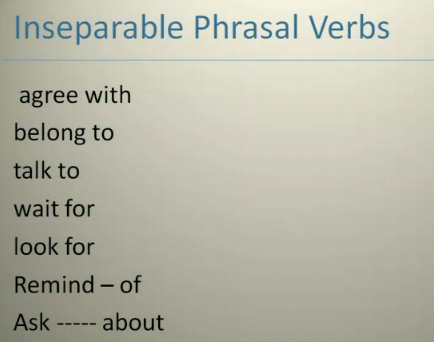 Inseparable Phrasal Verbs
agree with
belong to
talk to
wait for
look for
Remind – of
Ask ----- about